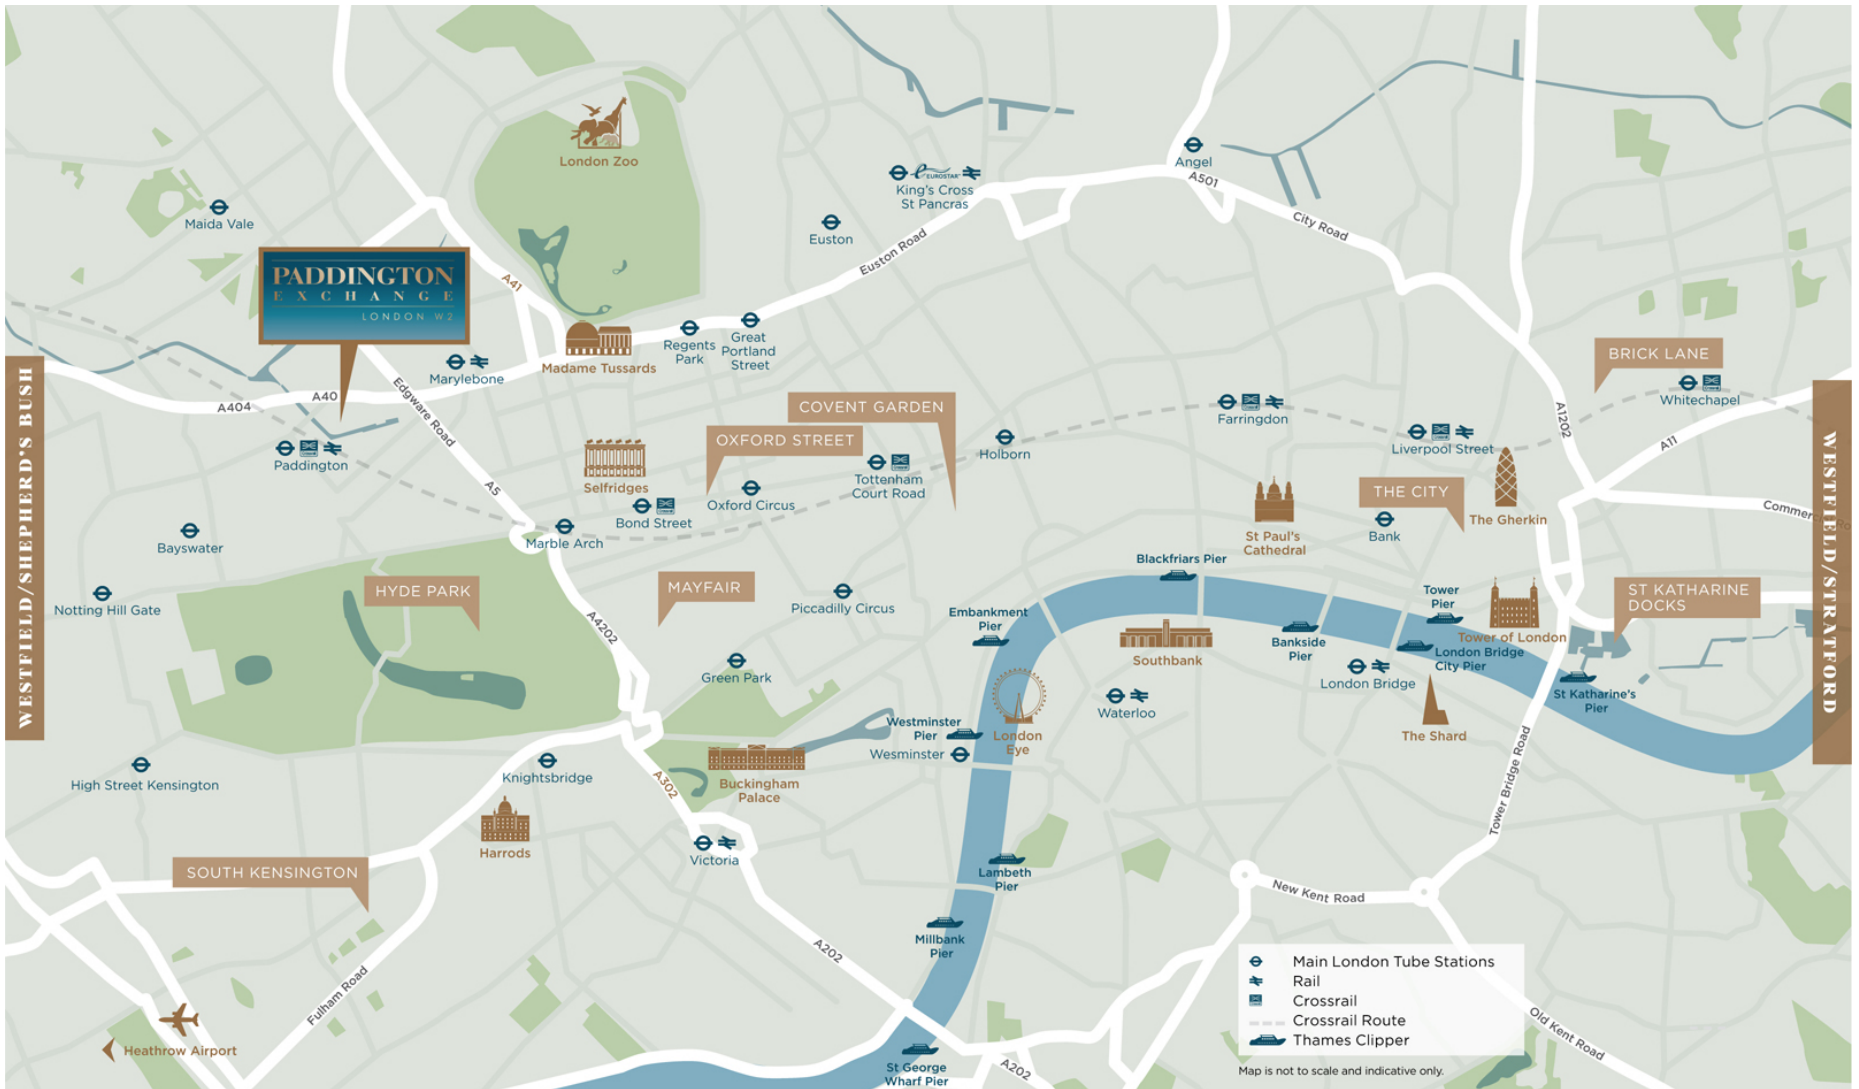 London Zoo
Angel
A501
City Road
EUROSTAR
King's Cross
St Pancras
Maida Vale
Euston
Euston Road
PADDINGTON
EXCHANGE
LONDON W2
A41
Regents
Park
Great
Portland
Street
Madame Tussards
Marylebone
A404
A40
Edgware Road
A5
BRICK LANE
Whitechapel
A1202
A11
COVENT GARDEN
OXFORD STREET
Farringdon
Liverpool Street
Holborn
Paddington
Selfridges
Tottenham
Court Road
Oxford Circus
Bond Street
THE CITY
The Gherkin
Bank
St Paul's
Cathedral
Marble Arch
Bayswater
Notting Hill Gate
WESTFIELD/SHEPHERD'S BUSH
WESTFIELD/STRATFORD
HYDE PARK
MAYFAIR
Piccadilly Circus
A4202
Blackfriars Pier
Embankment
Pier
Southbank
Bankside
Pier
Tower
Pier
Tower of London
ST KATHARINE
DOCKS
London Bridge
City Pier
London Bridge
St Katharine's
Pier
The Shard
Green Park
Waterloo
Westminster
Pier
Wesminster
London
Eye
High Street Kensington
Knightsbridge
Buckingham
Palace
A302
Harrods
Victoria
SOUTH KENSINGTON
Tower Bridge Road
Lambeth
Pier
New Kent Road
Millbank
Pier
A202
Fulham Road
Heathrow Airport
St George
Wharf Pier
A202
Old Kent Road
Main London Tube Stations
Rail
Crossrail
Crossrail Route
Thames Clipper
Map is not to scale and indicative only.